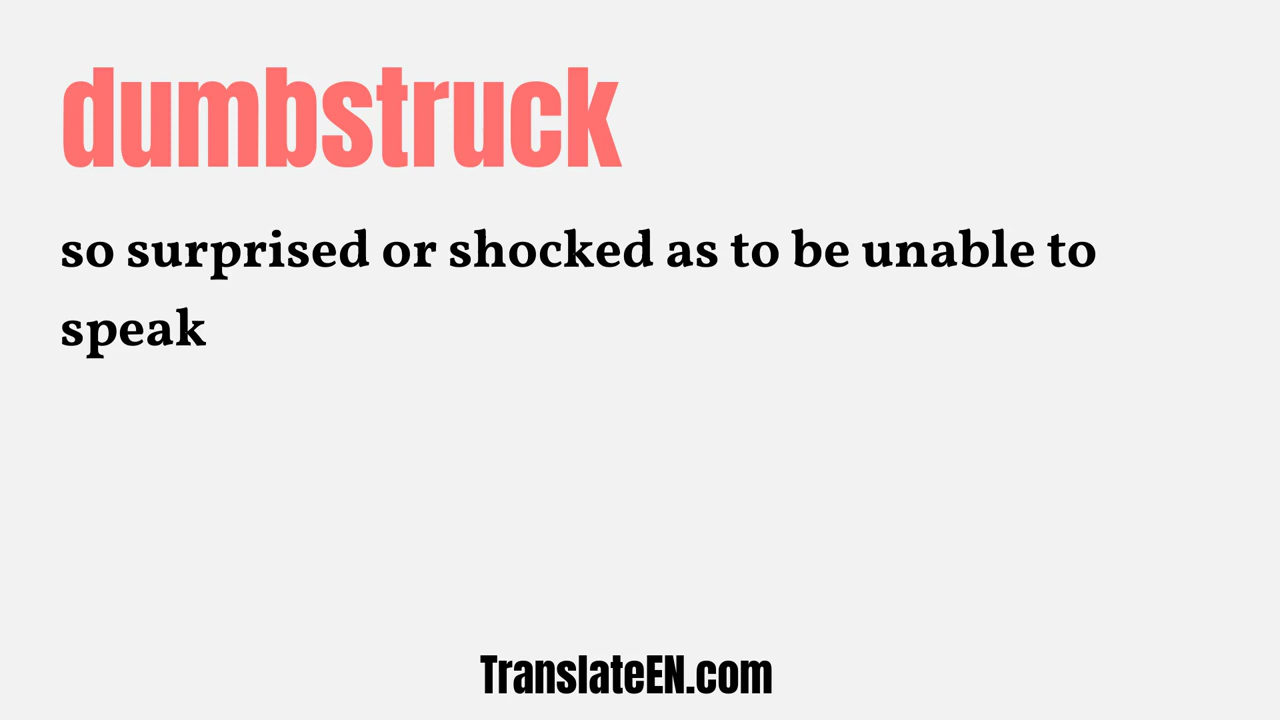 dumbstruck
so surprised or shocked as to be unable to
speak
TranslateEN.com